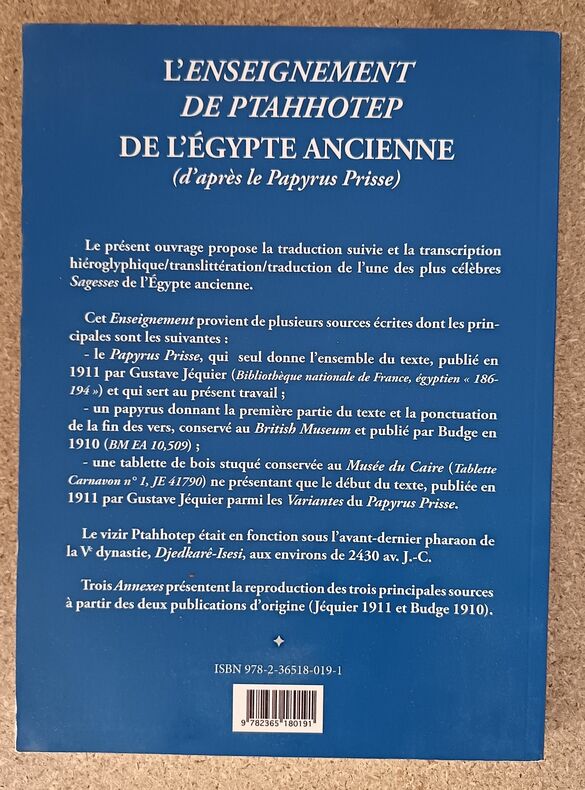 L'ENSEIGNEMENT
DE PTAHHOTEP
DE L'ÉGYPTE ANCIENNE
(d'après le Papyrus Prisse)
Le présent ouvrage propose la traduction suivie et la transcription
hiéroglyphique/translittération/traduction de l'une des plus célèbres
Sagesses de l'Égypte ancienne.
Cet Enseignement provient de plusieurs sources écrites dont les prin-
cipales sont les suivantes :
- le Papyrus Prisse, qui seul donne l'ensemble du texte, publié en
1911 par Gustave Jéquier (Bibliothèque nationale de France, égyptien « 186-
194 ») et qui sert au présent travail ;
- un papyrus donnant la première partie du texte et la ponctuation
de la fin des vers, conservé au British Museum et publié par Budge en
1910 (BM EA 10,509) ;
- une tablette de bois stuqué conservée au Musée du Caire (Tablette
Carnavon n° 1, JE 41790) ne présentant que le début du texte, publiée en
1911 par Gustave Jéquier parmi les Variantes du Papyrus Prisse.
Le vizir Ptahhotep était en fonction sous l'avant-dernier pharaon de
la Ve dynastie, Djedkarê-Isesi, aux environs de 2430 av. J.-C.
Trois Annexes présentent la reproduction des trois principales sources
à partir des deux publications d'origine (Jéquier 1911 et Budge 1910).
ISBN 978-2-36518-019-1
9 782365 180191